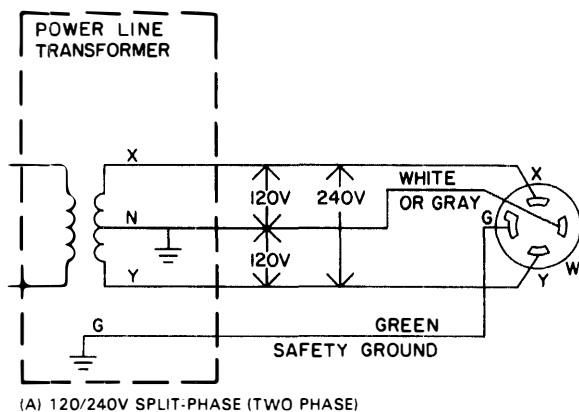 POWER LINE
TRANSFORMER
X
120V
240V
WHITE
OR GRAY
X
G
N
W
120V
Y
Y
G
GREEN
SAFETY GROUND
(A) 120/240V SPLIT-PHASE (TWO PHASE)